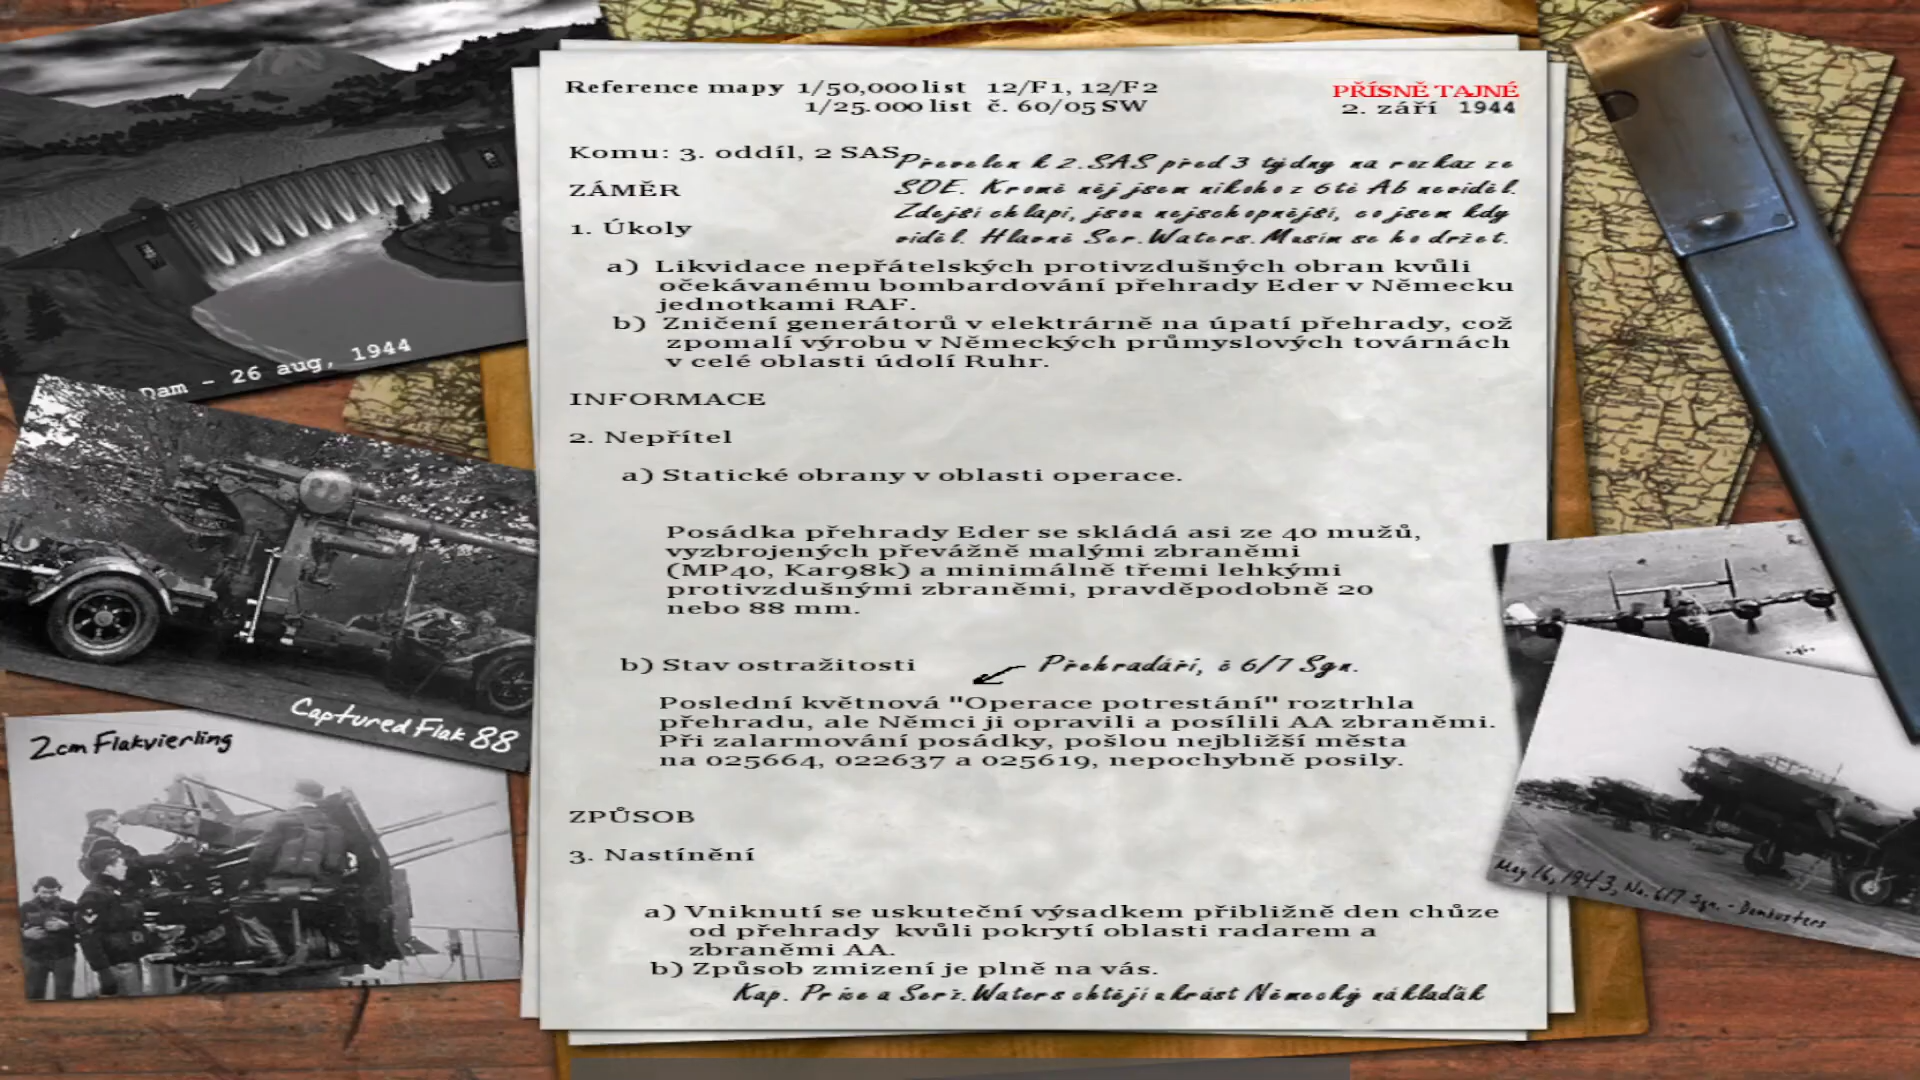 Reference mapy 1/50,000 list 12/F1, 12/F2
1/25.000 list č. 60/05 SW
PŘÍSNĚ TAJNÉ
2. září 1944
Komu: 3. oddíl, 2 SAS
Převelen k 2. SAS před 3 týdny na rozkaz ze
SOE. Kromě něj jsem nikoho z 6té Ab neviděl.
Zdejší chlapi, jsou nejschopnější, co jsem kdy
viděl. Hlavně Ser. Waters. Musím se ho držet.
ZÁMĚR
1. Úkoly
a) Likvidace nepřátelských protivzdušných obran kvůli
očekávanému bombardování přehrady Eder v Německu
jednotkami RAF.
b) Zničení generátorů v elektrárně na úpatí přehrady, což
zpomalí výrobu v Německých průmyslových továrnách
v celé oblasti údolí Ruhr.
INFORMACE
2. Nepřítel
a) Statické obrany v oblasti operace.
Posádka přehrady Eder se skládá asi ze 40 mužů,
vyzbrojených převážně malými zbraněmi
(MP40, Kar98k) a minimálně třemi lehkými
protivzdušnými zbraněmi, pravděpodobně 20
nebo 88 mm.
b) Stav ostražitosti
Přehradáři, č 6/7 Sqn.
Poslední květnová "Operace potrestání" roztrhla
přehradu, ale Němci ji opravili a posílili AA zbraněmi.
Při zalarmování posádky, pošlou nejbližší města
na 025664, 022637 a 025619, nepochybně posily.
ZPŮSOB
3. Nastínění
a) Vniknutí se uskuteční výsadkem přibližně den chůze
od přehrady kvůli pokrytí oblasti radarem a
zbraněmi AA.
b) Způsob zmizení je plně na vás.
Kap. Price a Serž. Waters chtějí ukrást Německý náklaďák
Dam - 26 aug, 1944
Captured Flak 88
2cm Flakvierling
May 16, 1943, No. 617 Sqn. - Dambusters